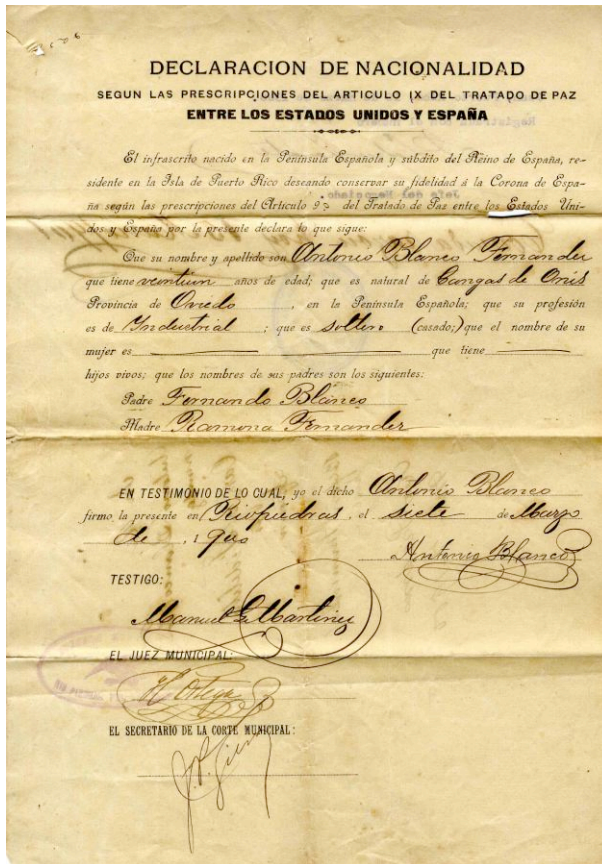 DECLARACION DE NACIONALIDAD
SEGUN LAS PRESCRIPCIONES DEL ARTICULO IX DEL TRATADO DE PAZ
ENTRE LOS ESTADOS UNIDOS Y ESPAÑA
El infrascrito nacido en la Península Española y súbdito del Reino de España, re-
sidente en la Isla de Puerto Rico deseando conservar su fidelidad á la Corona de Espa-
ña según las prescripciones del Artículo 9º del Tratado de Paz entre los Estados Uni-
dos y España por la presente declara lo que sigue:
Que su nombre y apellido son Antonio Blanco Fernandez
que tiene veintiun años de edad; que es natural de Cangas de Onis
Provincia de Oviedo, en la Península Española; que su profesión
es de Industrial; que es soltero (casado;) que el nombre de su
mujer es que tiene
hijos vivos; que los nombres de sus padres son los siguientes:
Padre Fernando Blanco
Madre Ramona Fernandez
EN TESTIMONIO DE LO CUAL, yo el dicho Antonio Blanco
firmo la presente en Riopiedras, el siete de Marzo
de 1900
Antonio Blanco
TESTIGO:
Manuel G Martinez
EL JUEZ MUNICIPAL:
Ortega
EL SECRETARIO DE LA CORTE MUNICIPAL: